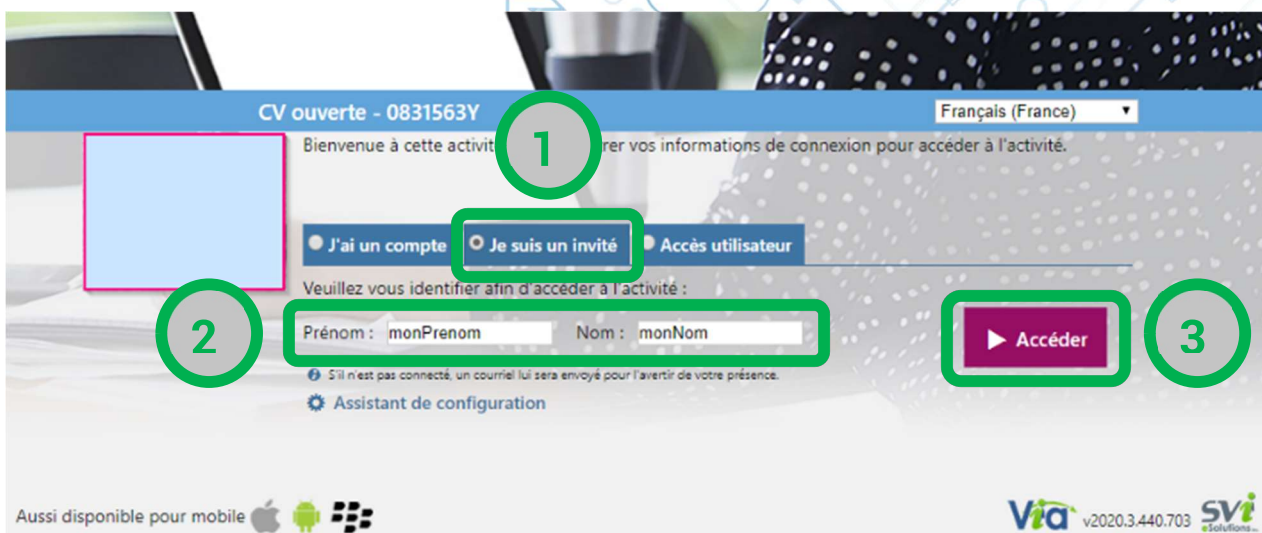 CV ouverte - 0831563Y
Français (France)
1
Bienvenue à cette activit rer vos informations de connexion pour accéder à l'activité.
J'ai un compte
Je suis un invité
Accès utilisateur
Veuillez vous identifier afin d'accéder à l'activité :
2
Prénom : monPrenom Nom : monNom
Accéder
3
S'il n'est pas connecté, un courriel lui sera envoyé pour l'avertir de votre présence.
Assistant de configuration
Aussi disponible pour mobile
Via v2020.3.440.703 SVi eSolutions